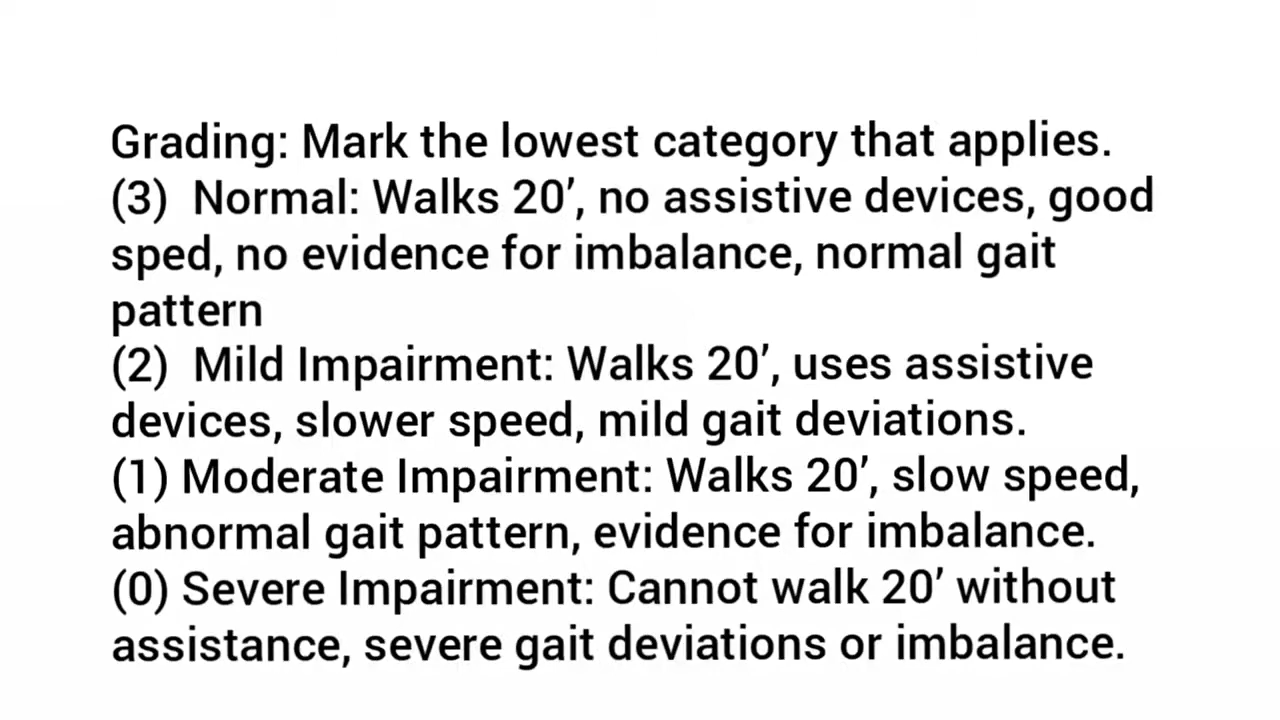 Grading: Mark the lowest category that applies.
(3)  Normal: Walks 20’, no assistive devices, good
sped, no evidence for imbalance, normal gait
pattern
(2)  Mild Impairment: Walks 20’, uses assistive
devices, slower speed, mild gait deviations.
(1) Moderate Impairment: Walks 20’, slow speed,
abnormal gait pattern, evidence for imbalance.
(0) Severe Impairment: Cannot walk 20’ without
assistance, severe gait deviations or imbalance.